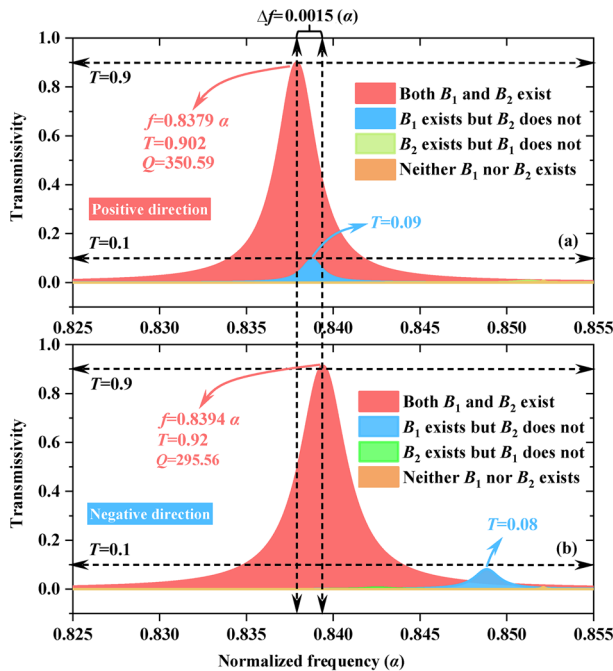 Δf=0.0015 (α)
1.0
0.8
0.6
0.4
0.2
0.0
Transmissivity
T=0.9
f=0.8379 α
T=0.902
Q=350.59
Both B₁ and B₂ exist
B₁ exists but B₂ does not
B₂ exists but B₁ does not
Neither B₁ nor B₂ exists
Positive direction
T=0.09
T=0.1
(a)
0.825 0.830 0.835 0.840 0.845 0.850 0.855
1.0
0.8
0.6
0.4
0.2
0.0
Transmissivity
T=0.9
f=0.8394 α
T=0.92
Q=295.56
Both B₁ and B₂ exist
B₁ exists but B₂ does not
B₂ exists but B₁ does not
Neither B₁ nor B₂ exists
Negative direction
T=0.08
T=0.1
(b)
0.825 0.830 0.835 0.840 0.845 0.850 0.855
Normalized frequency (α)